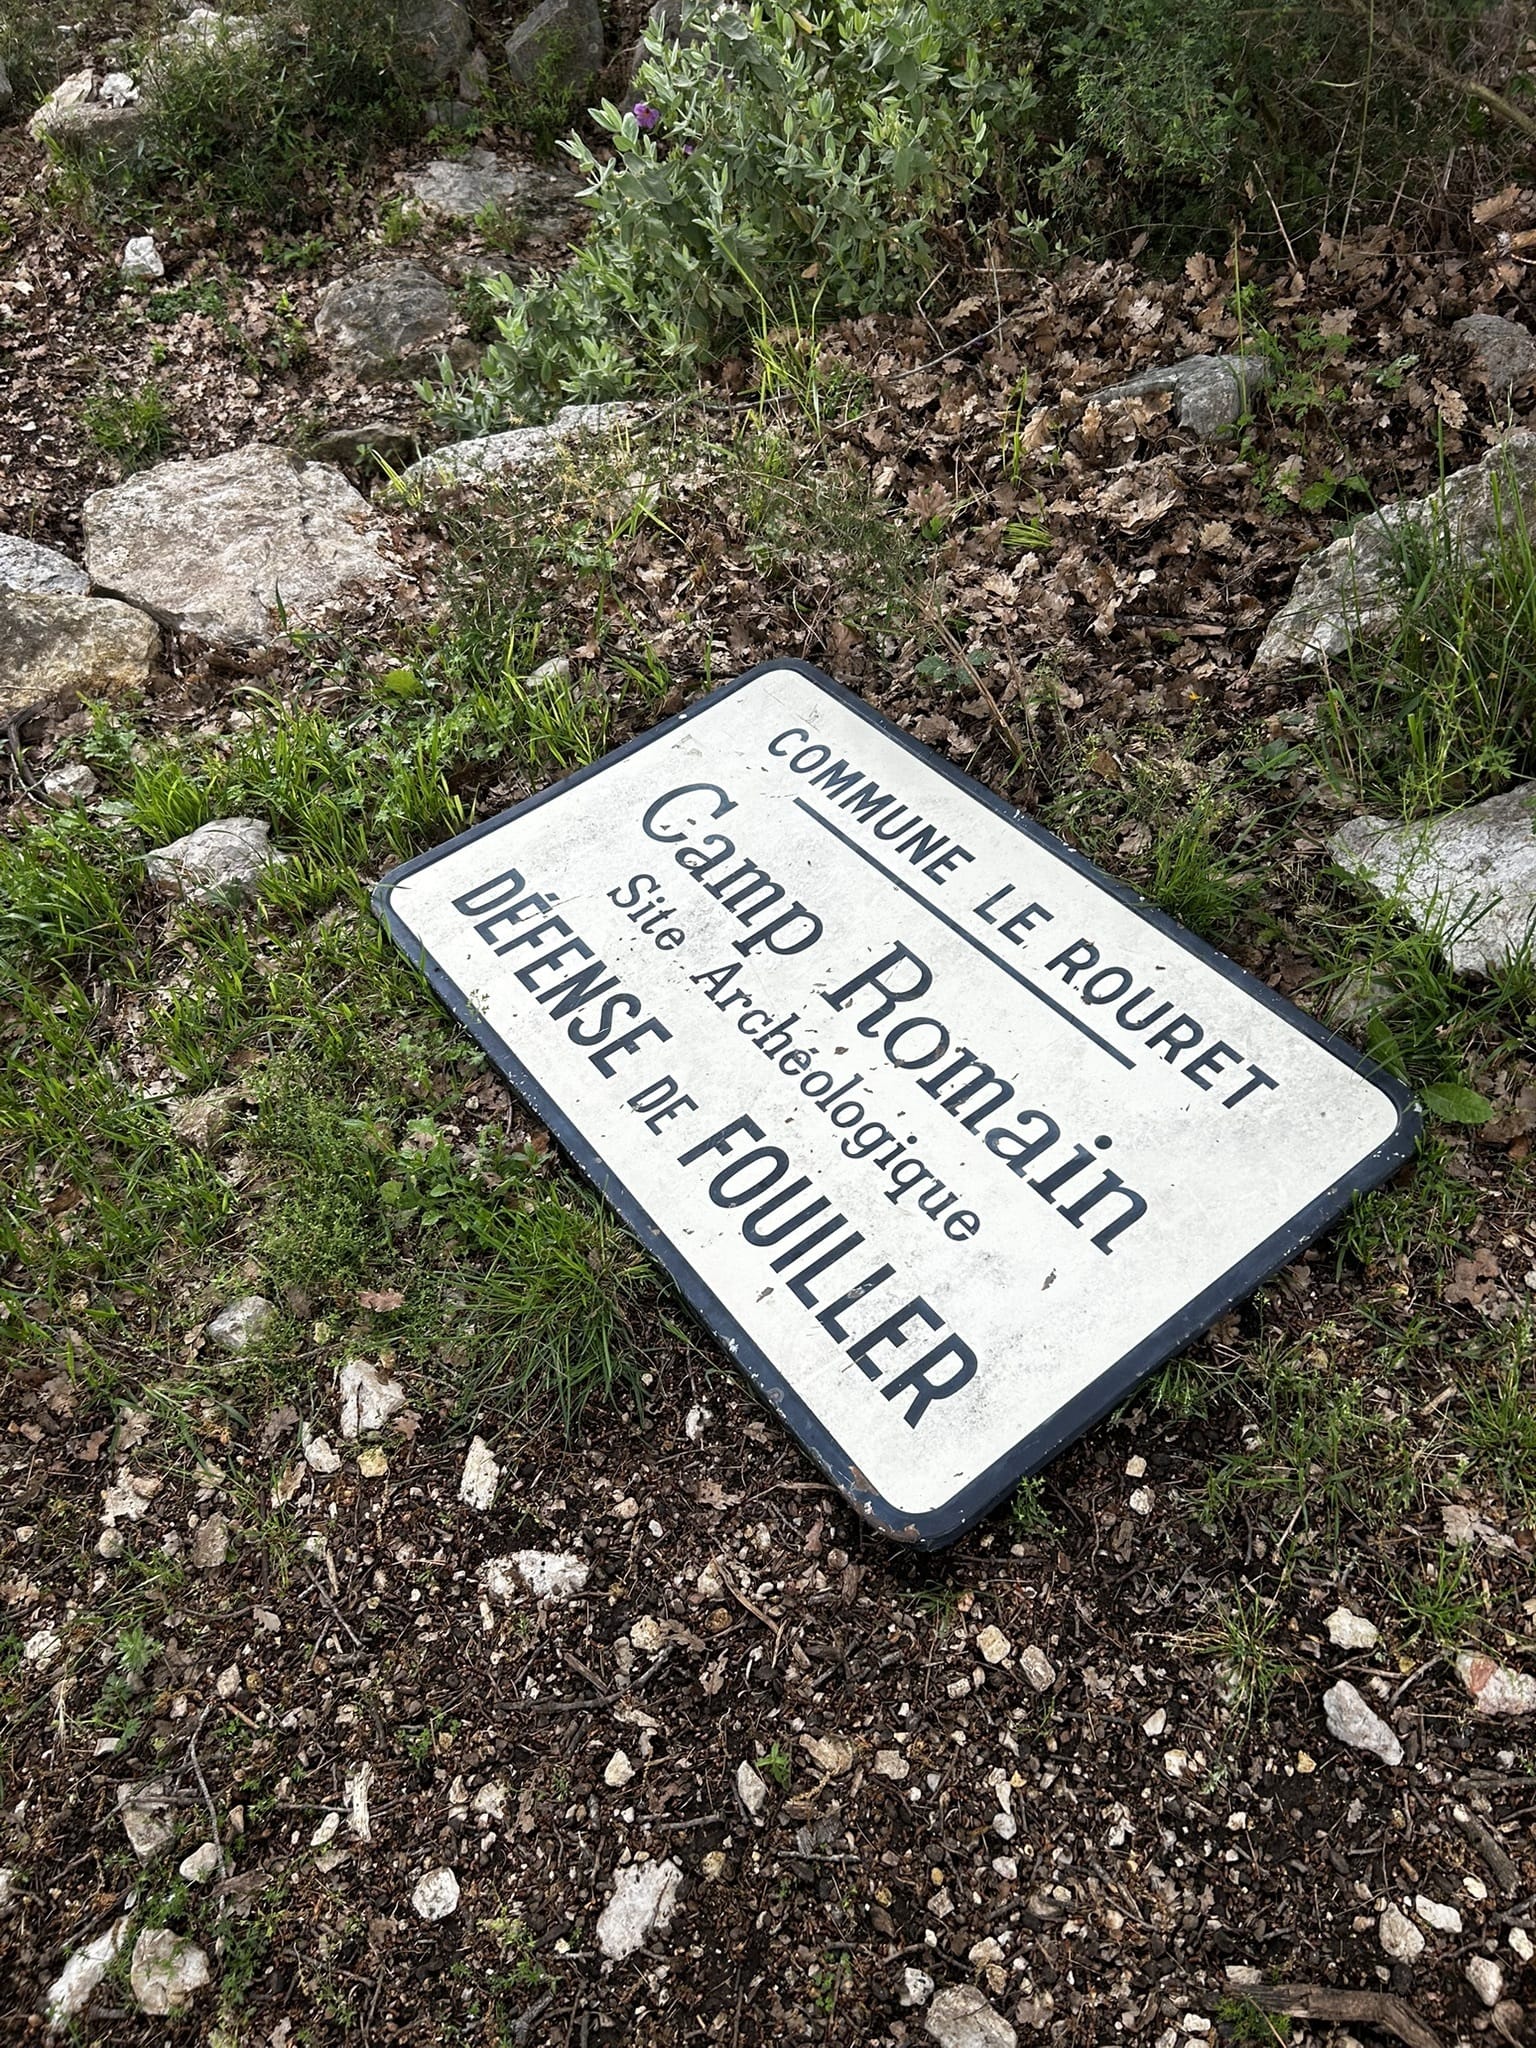 COMMUNE LE ROURET
Camp Romain
Site Archéologique
DÉFENSE DE FOUILLER